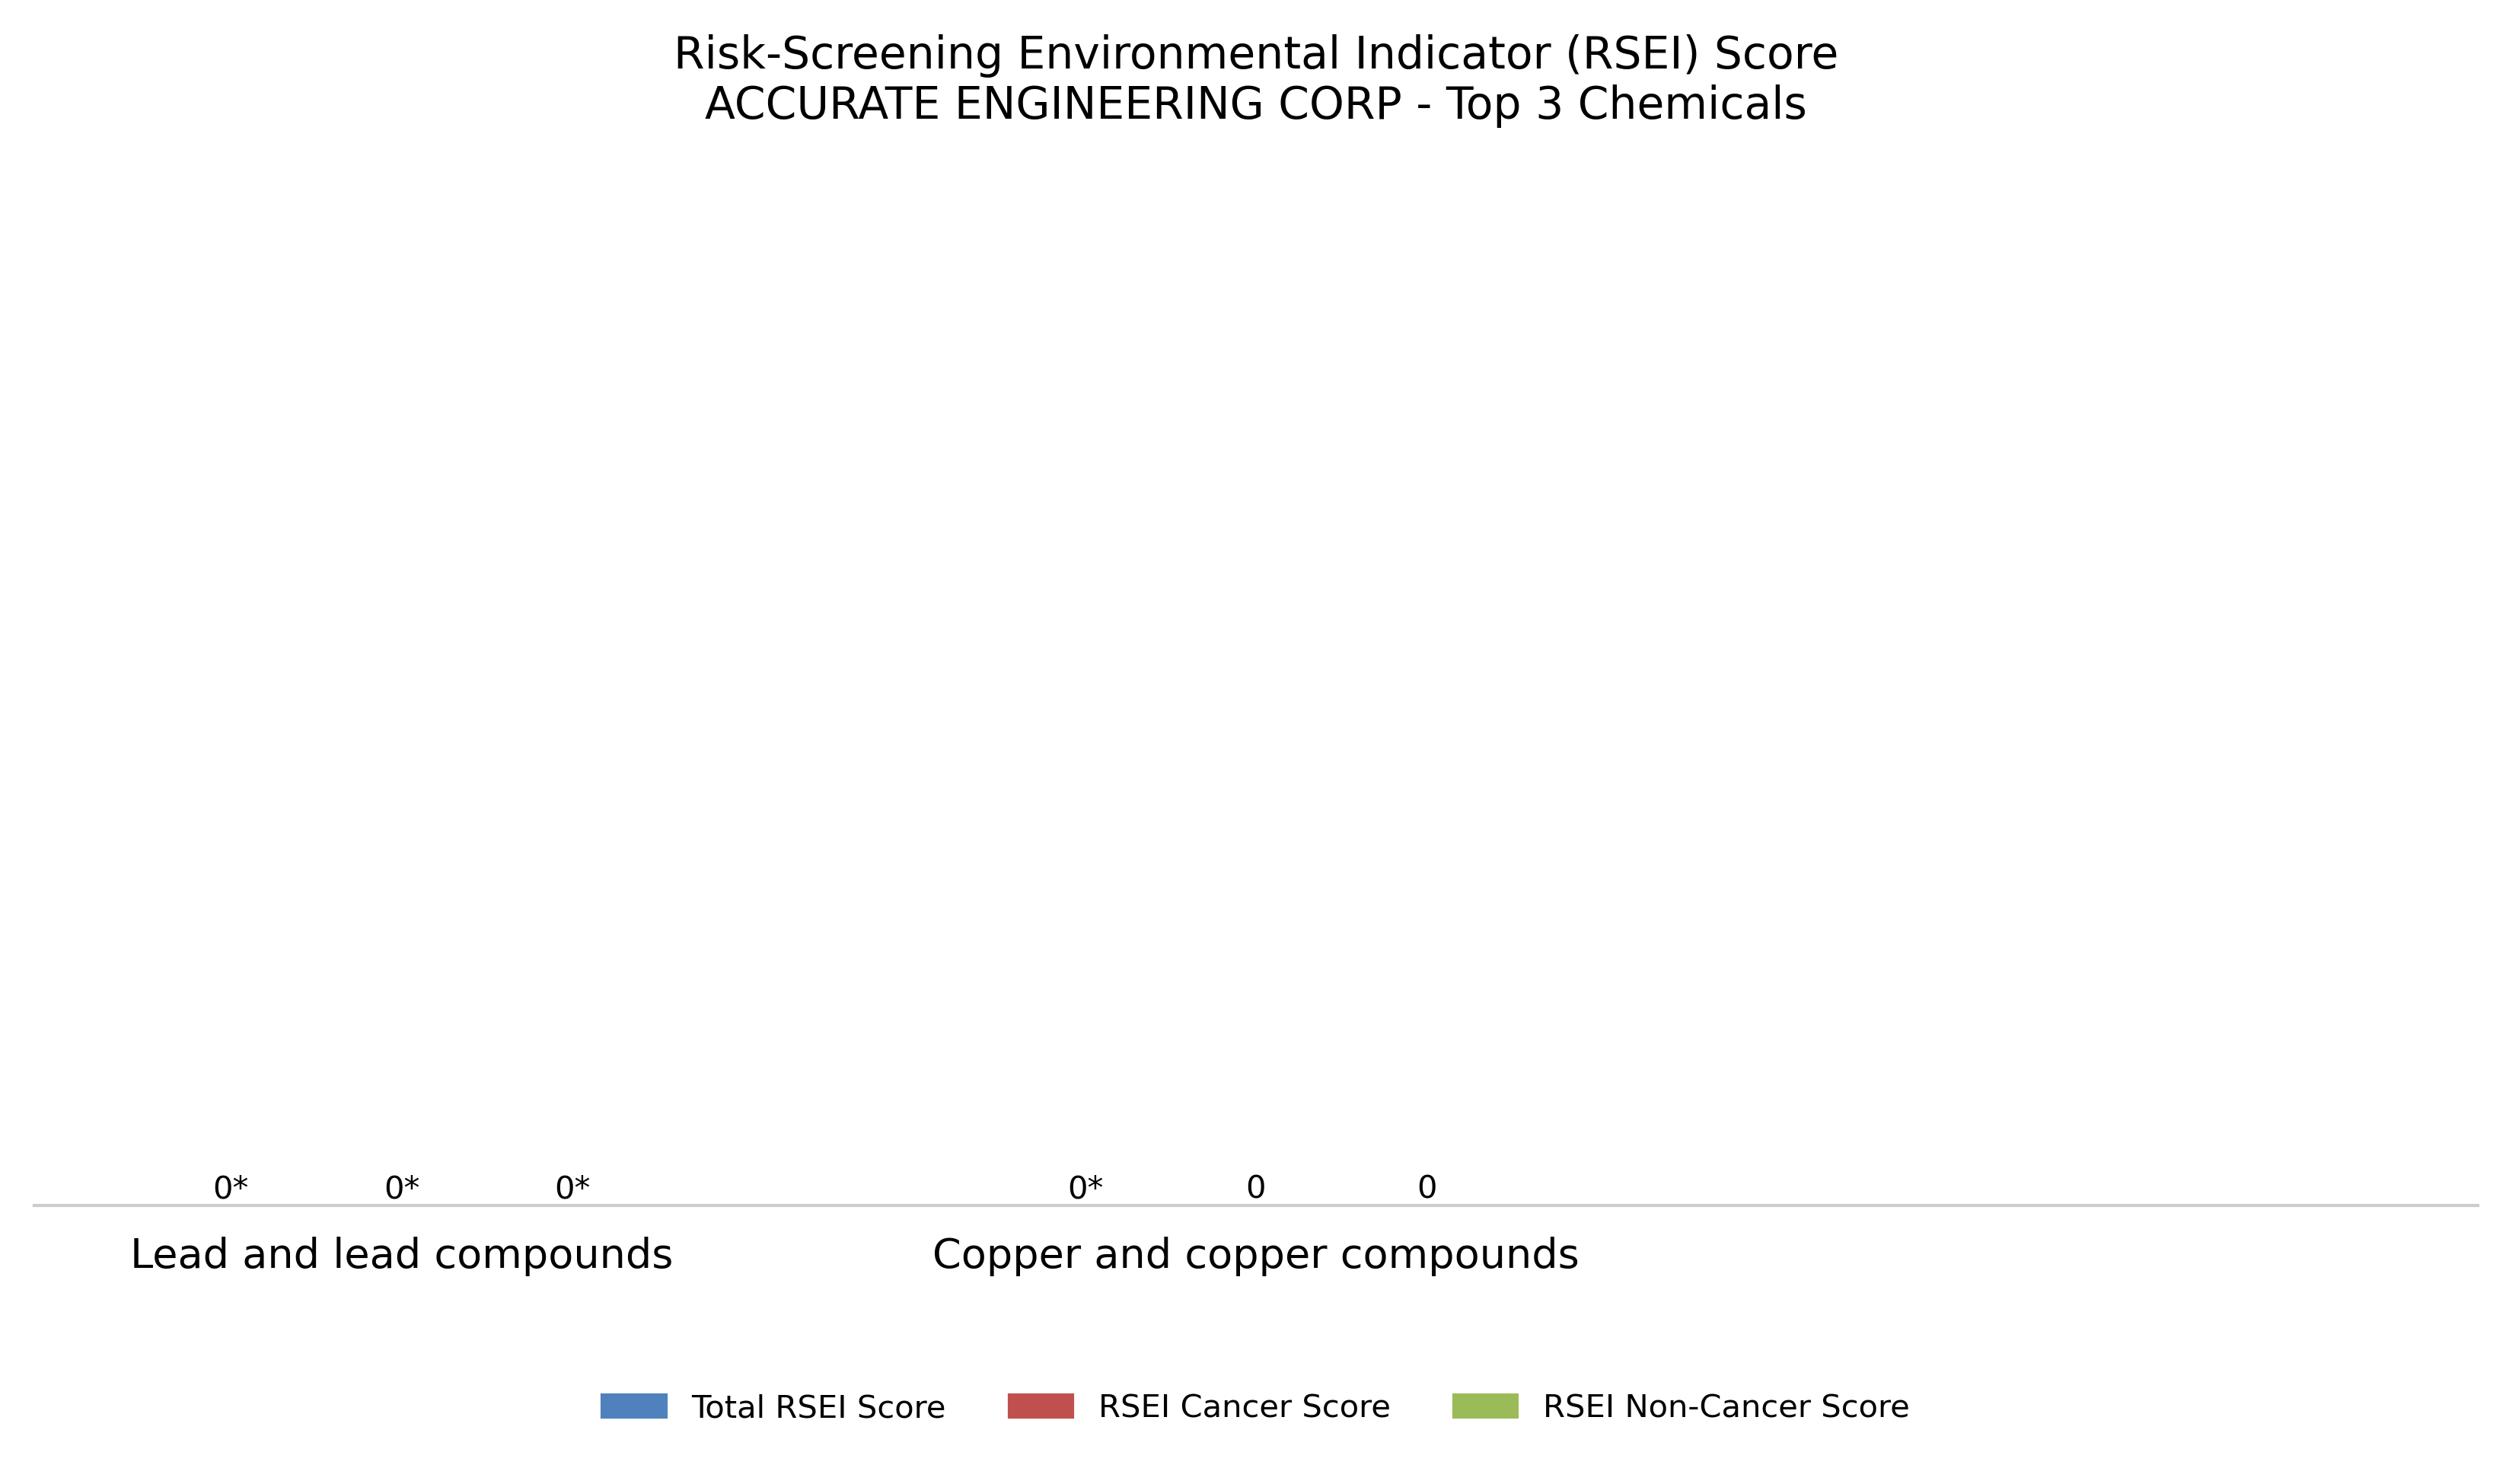 Risk-Screening Environmental Indicator (RSEI) Score
ACCURATE ENGINEERING CORP - Top 3 Chemicals
0* 0* 0* 0* 0 0
Lead and lead compounds Copper and copper compounds
Total RSEI Score RSEI Cancer Score RSEI Non-Cancer Score